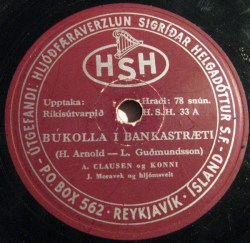 ÚTGEFANDI: HLJÓÐFÆRAVERZLUN SIGRÍÐAR HELGADÓTTUR S.F.
HSH
Upptaka: Hraði: 78 snún.
Ríkisútvarpið H.S.H. 33 A
BUKOLLA I BANKASTRÆTI
(H. Arnold — L. Guðmundsson)
A. CLAUSEN og KONNI
J. Moravek og hljómsveit
- PO. BOX 562 - REYKJAVÍK - ÍSLAND -